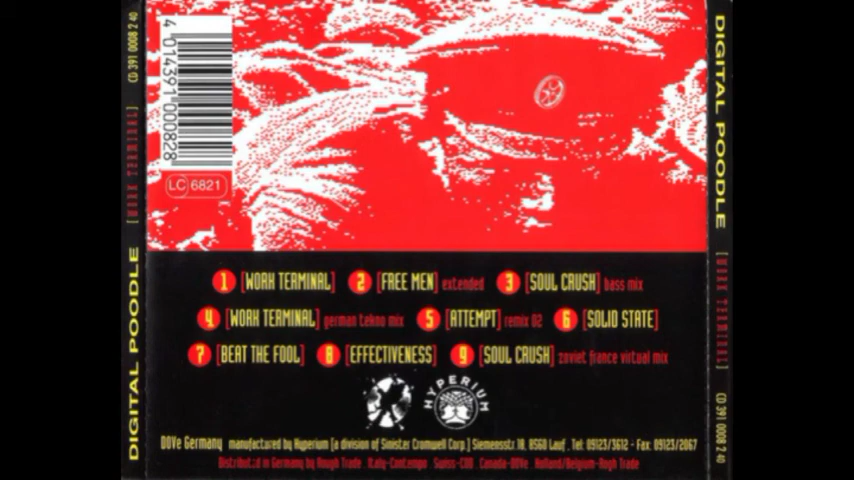 4 014391 000828
LC 6821
CD 391 0008 2 40
[WORK TERMINAL]
DIGITAL POODLE
DIGITAL POODLE
[WORK TERMINAL]
CD 391 0008 2 40
1 [WORK TERMINAL] 2 [FREE MEN] extended 3 [SOUL CRUSH] bass mix
4 [WORK TERMINAL] german tekno mix 5 [ATTEMPT] remix 02 6 [SOLID STATE]
7 [BEAT THE FOOL] 8 [EFFECTIVENESS] 9 [SOUL CRUSH] zoviet france virtual mix
HYPERIUM
DOVe Germany manufactured by Hyperium [a division of Sinister Cromwell Corp.] Siemensstr. 18, 8560 Lauf . Tel: 09123/3612 - Fax: 09123/2067
Distributed in Germany by Rough Trade . Italy-Contempo . Swiss-COD . Canada-DOVe . Holland/Belgium-Rogh Trade